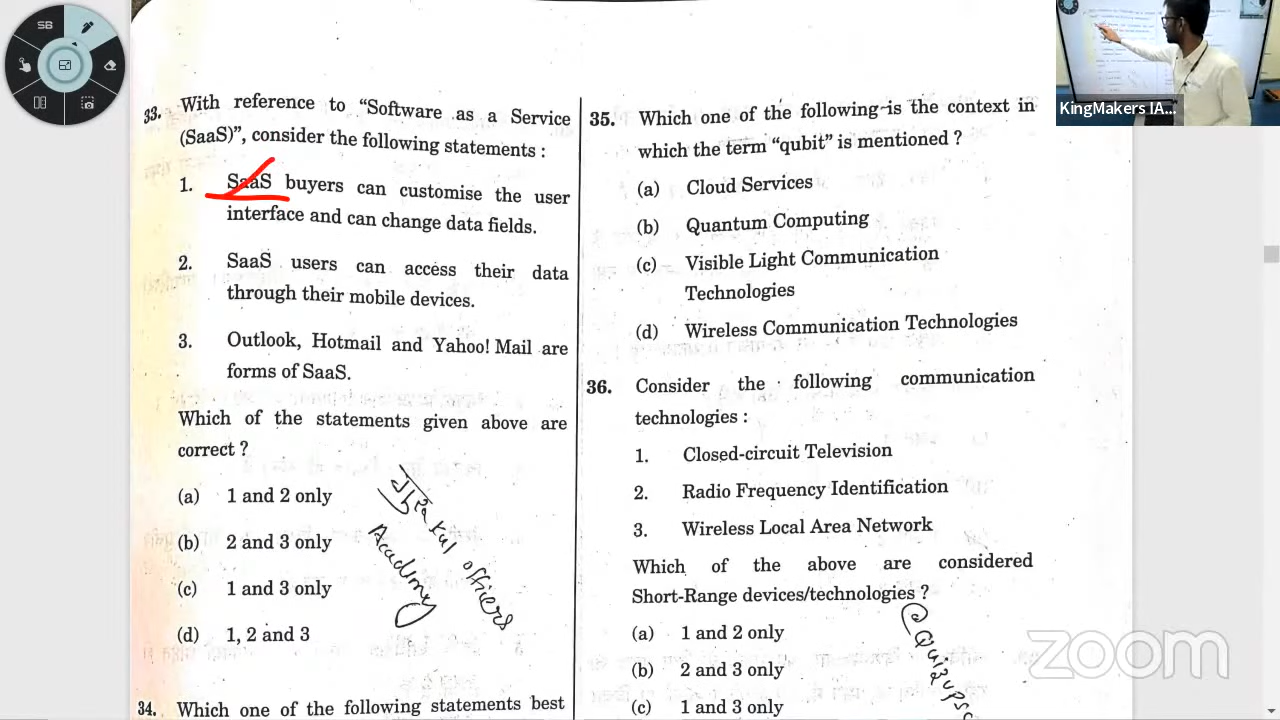 SB
33. With reference to "Software as a Service
(SaaS)", consider the following statements :
1. SaaS buyers can customise the user
interface and can change data fields.
2. SaaS users can access their data
through their mobile devices.
3. Outlook, Hotmail and Yahoo! Mail are
forms of SaaS.
Which of the statements given above are
correct ?
(a) 1 and 2 only
(b) 2 and 3 only
(c) 1 and 3 only
(d) 1, 2 and 3
officers
Academy
34. Which one of the following statements best
35. Which one of the following is the context in
which the term "qubit" is mentioned ?
(a) Cloud Services
(b) Quantum Computing
(c) Visible Light Communication
Technologies
(d) Wireless Communication Technologies
36. Consider the following communication
technologies :
1. Closed-circuit Television
2. Radio Frequency Identification
3. Wireless Local Area Network
Which of the above are considered
Short-Range devices/technologies ?
(a) 1 and 2 only
(b) 2 and 3 only
(c) 1 and 3 only
@Quizupsc
KingMakers IA...
zoom